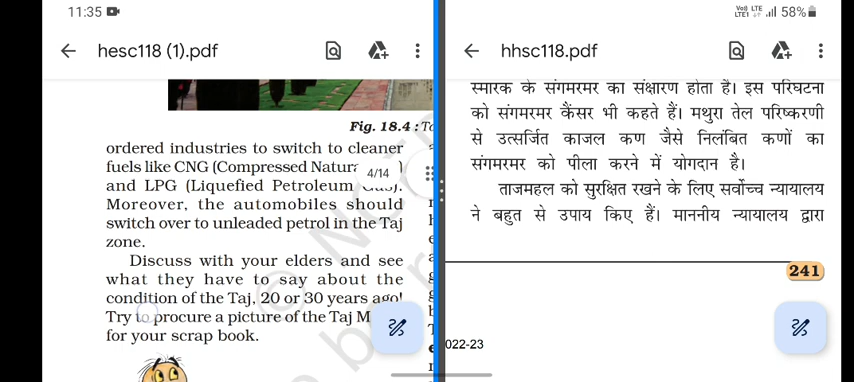 11:35
Vo)) LTE
LTE1 58%
hesc118 (1).pdf
hhsc118.pdf
Fig. 18.4 :
ordered industries to switch to cleaner
fuels like CNG (Compressed
4/14
and LPG (Liquefied Petroleum
Moreover, the automobiles should
switch over to unleaded petrol in the Taj
zone.
Discuss with your elders and see
what they have to say about the
condition of the Taj, 20 or 30 years ago!
Try to procure a picture of the Taj
for your scrap book.
स्मारक के संगमरमर का संक्षारण होता है। इस परिघटना
को संगमरमर कैंसर भी कहते हैं। मथुरा तेल परिष्करणी
से उत्सर्जित काजल कण जैसे निलंबित कणों का
संगमरमर को पीला करने में योगदान है।
ताजमहल को सुरक्षित रखने के लिए सर्वोच्च न्यायालय
ने बहुत से उपाय किए हैं। माननीय न्यायालय द्वारा
241
022-23